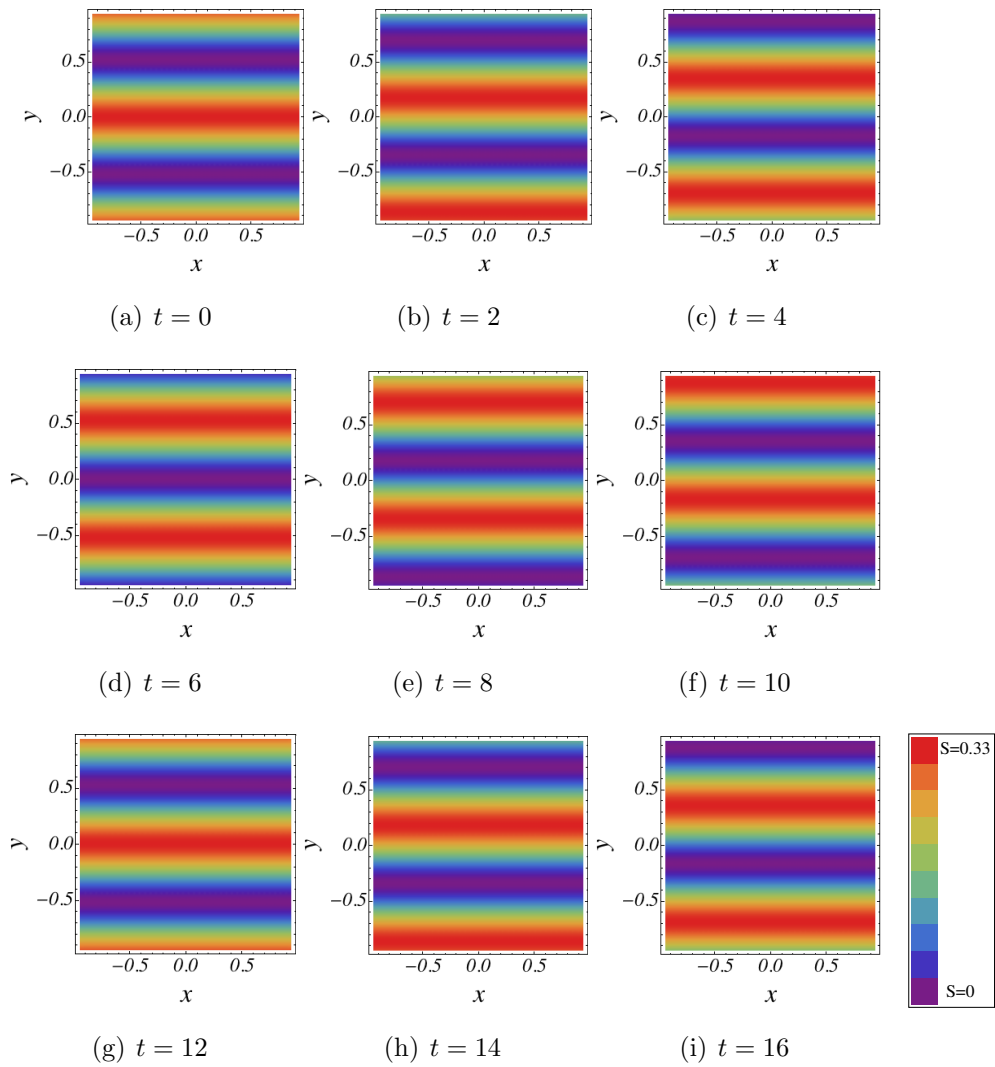 0.5
0.0
−0.5
y
−0.5 0.0 0.5
x
(a) t = 0
0.5
0.0
−0.5
y
−0.5 0.0 0.5
x
(b) t = 2
0.5
0.0
−0.5
y
−0.5 0.0 0.5
x
(c) t = 4
0.5
0.0
−0.5
y
−0.5 0.0 0.5
x
(d) t = 6
0.5
0.0
−0.5
y
−0.5 0.0 0.5
x
(e) t = 8
0.5
0.0
−0.5
y
−0.5 0.0 0.5
x
(f) t = 10
0.5
0.0
−0.5
y
−0.5 0.0 0.5
x
(g) t = 12
0.5
0.0
−0.5
y
−0.5 0.0 0.5
x
(h) t = 14
0.5
0.0
−0.5
y
−0.5 0.0 0.5
x
(i) t = 16
S=0.33
S=0